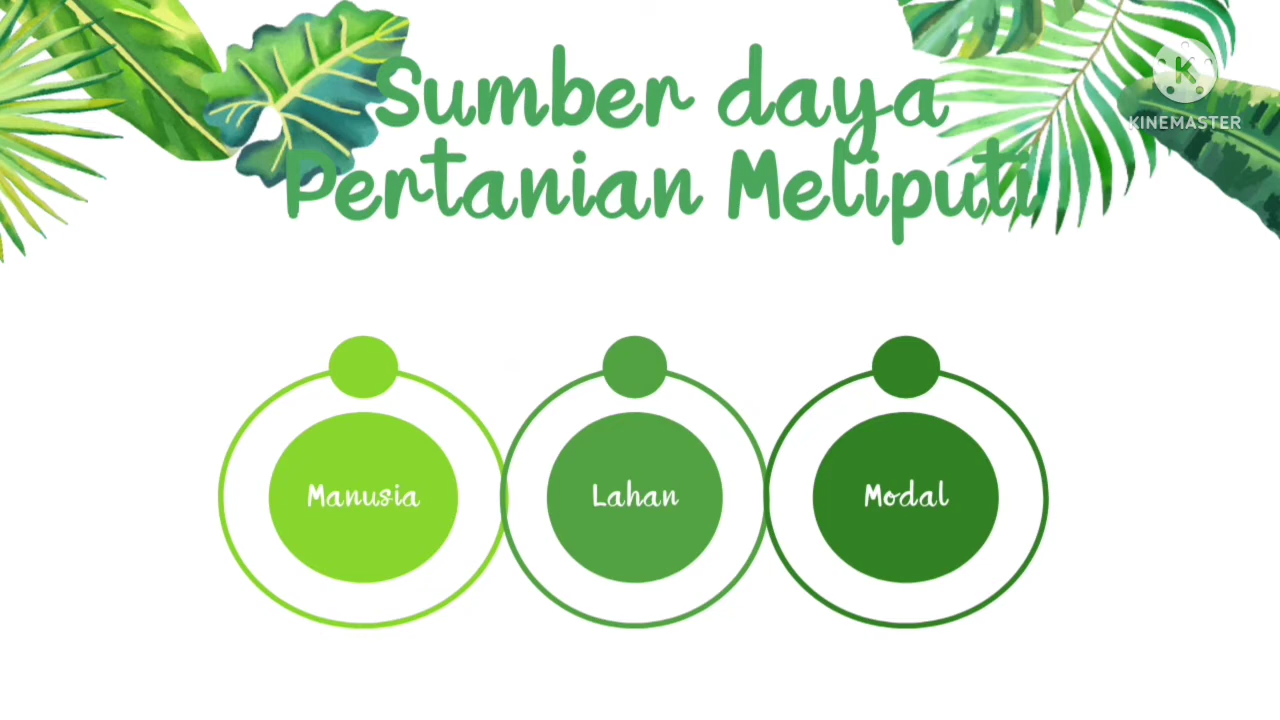 Sumber daya
Pertanian Meliputi
K
KINEMASTER
Manusia
Lahan
Modal